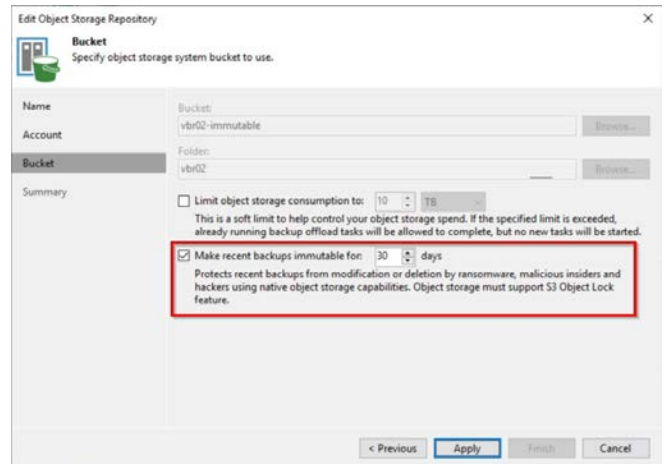 Edit Object Storage Repository
Bucket
Specify object storage system bucket to use.
Name
Account
Bucket
Summary
Bucket:
vbr02-immutable
Browse...
Folder:
vbr02
Browse...
Limit object storage consumption to: 10 TB
This is a soft limit to help control your object storage spend. If the specified limit is exceeded,
already running backup offload tasks will be allowed to complete, but no new tasks will be started.
Make recent backups immutable for: 30 days
Protects recent backups from modification or deletion by ransomware, malicious insiders and
hackers using native object storage capabilities. Object storage must support S3 Object Lock
feature.
< Previous Apply Finish Cancel